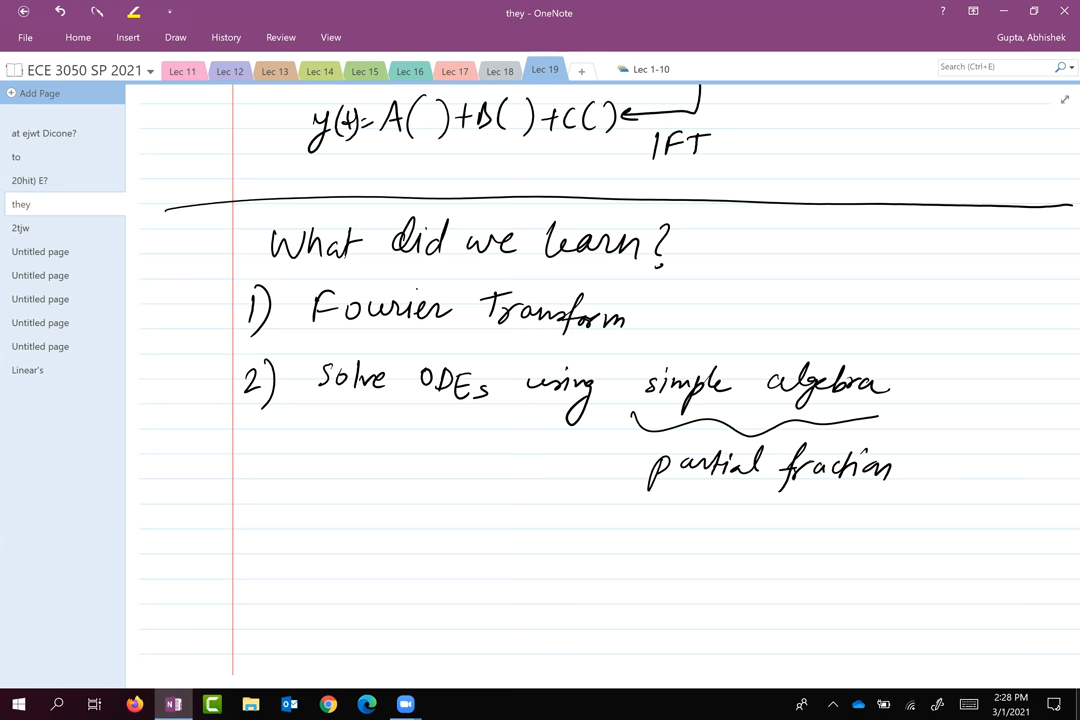 they - OneNote
File Home Insert Draw History Review View
Gupta, Abhishek
ECE 3050 SP 2021
Lec 11 Lec 12 Lec 13 Lec 14 Lec 15 Lec 16 Lec 17 Lec 18 Lec 19 + Lec 1-10
Search (Ctrl+E)
Add Page
at ejwt Dicone?
to
20hit) E?
they
2tjw
Untitled page
Untitled page
Untitled page
Untitled page
Untitled page
Linear's
y(t)= A( ) + B( ) + C( )
IFT
What did we learn?
1) Fourier Transform
2) Solve ODEs using simple algebra
partial fraction
2:28 PM
3/1/2021